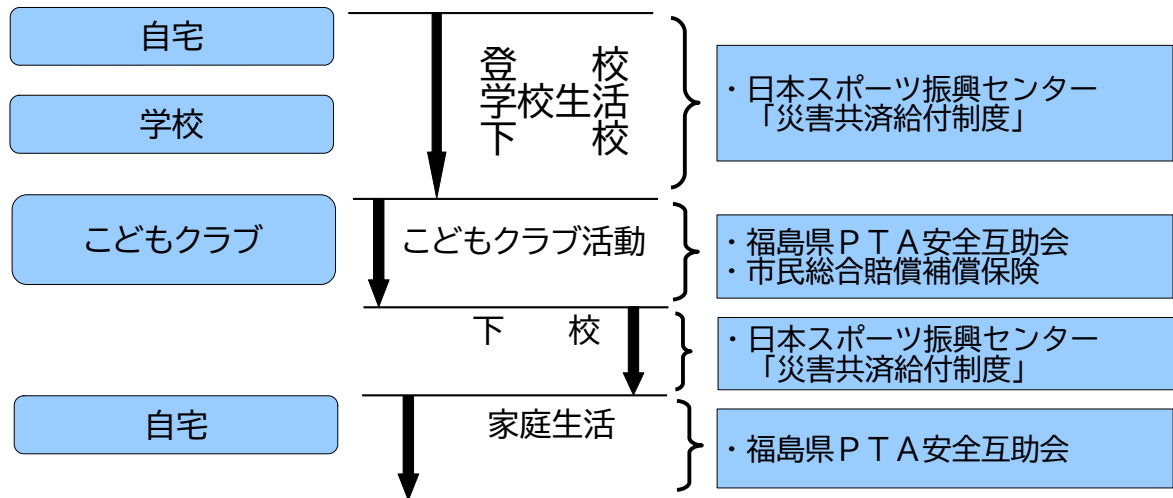 自宅
登　　校
学校生活
下　　校
・日本スポーツ振興センター
「災害共済給付制度」
学校
こどもクラブ
こどもクラブ活動
・福島県ＰＴＡ安全互助会
・市民総合賠償補償保険
下　校
・日本スポーツ振興センター
「災害共済給付制度」
自宅
家庭生活
・福島県ＰＴＡ安全互助会